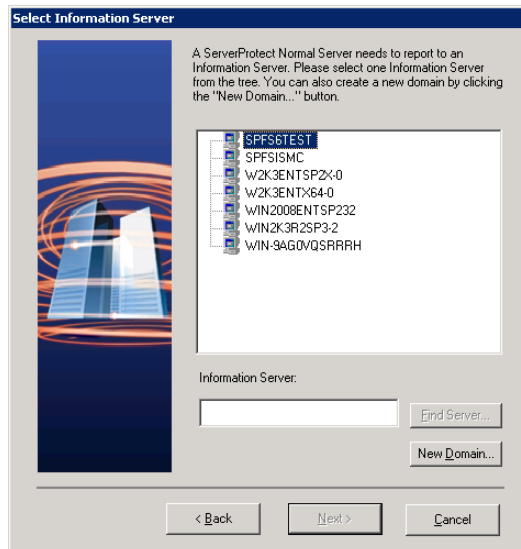 Select Information Server
A ServerProtect Normal Server needs to report to an
Information Server. Please select one Information Server
from the tree. You can also create a new domain by clicking
the "New Domain..." button.
SPFS6TEST
SPFSISMC
W2K3ENTSP2X-0
W2K3ENTX64-0
WIN2008ENTSP232
WIN2K3R2SP3-2
WIN-9AG0VQSRRRH
Information Server:
Find Server...
New Domain...
< Back
Next >
Cancel